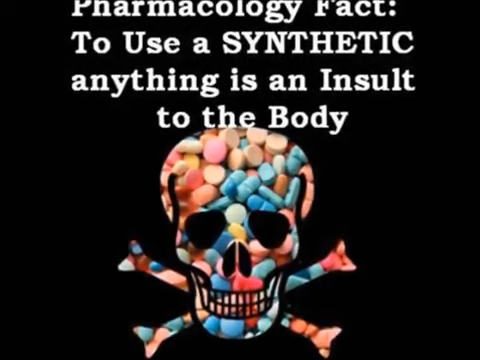 Pharmacology Fact:
To Use a SYNTHETIC
anything is an Insult
to the Body